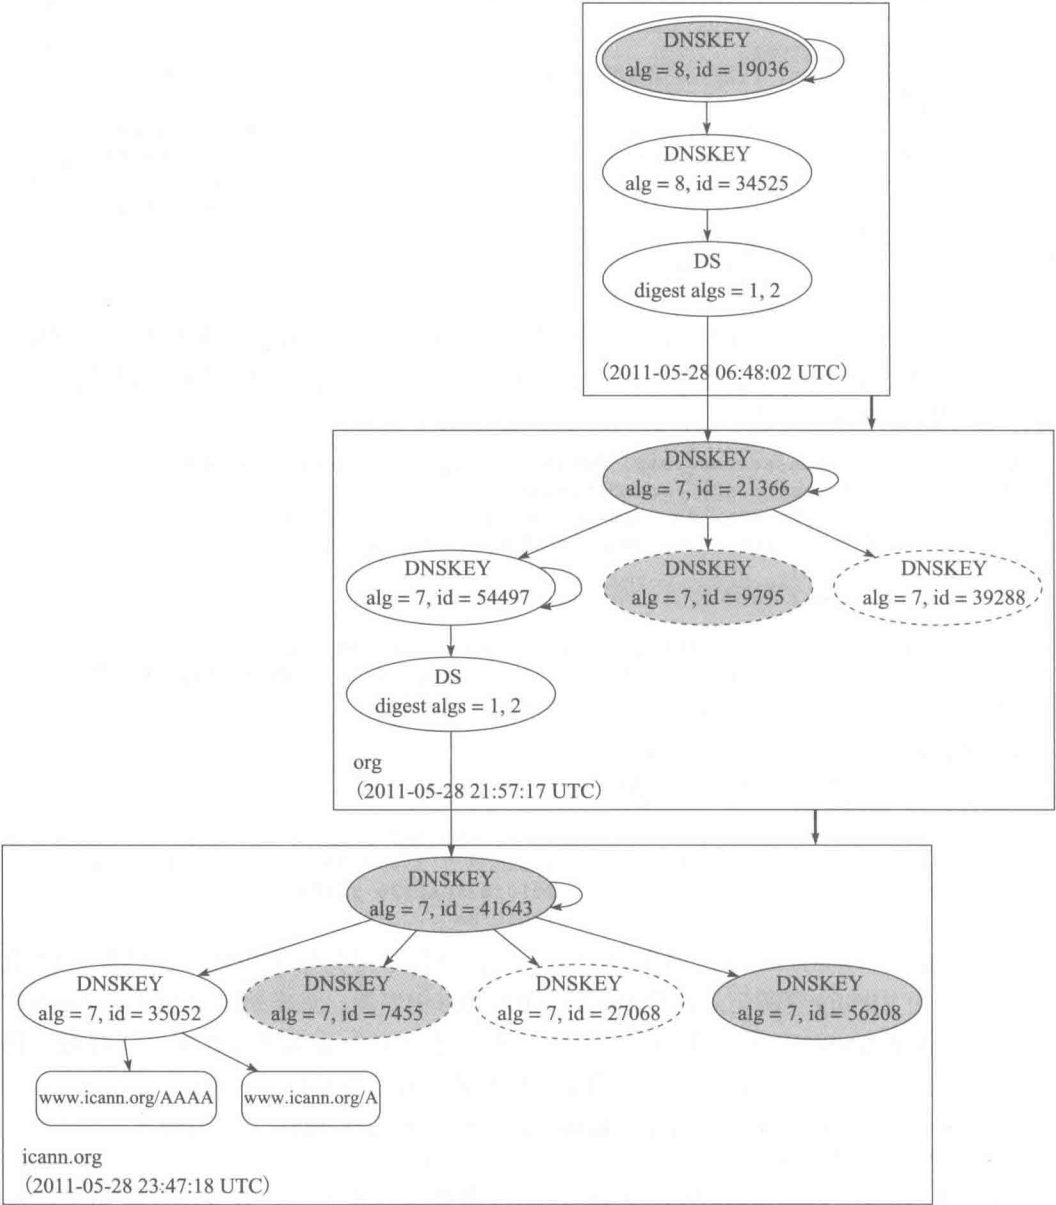 DNSKEY
alg = 8, id = 19036
DNSKEY
alg = 8, id = 34525
DS
digest algs = 1, 2
(2011-05-28 06:48:02 UTC)
DNSKEY
alg = 7, id = 21366
DNSKEY
alg = 7, id = 54497
DNSKEY
alg = 7, id = 9795
DNSKEY
alg = 7, id = 39288
DS
digest algs = 1, 2
org
(2011-05-28 21:57:17 UTC)
DNSKEY
alg = 7, id = 41643
DNSKEY
alg = 7, id = 35052
DNSKEY
alg = 7, id = 7455
DNSKEY
alg = 7, id = 27068
DNSKEY
alg = 7, id = 56208
www.icann.org/AAAA
www.icann.org/A
icann.org
(2011-05-28 23:47:18 UTC)